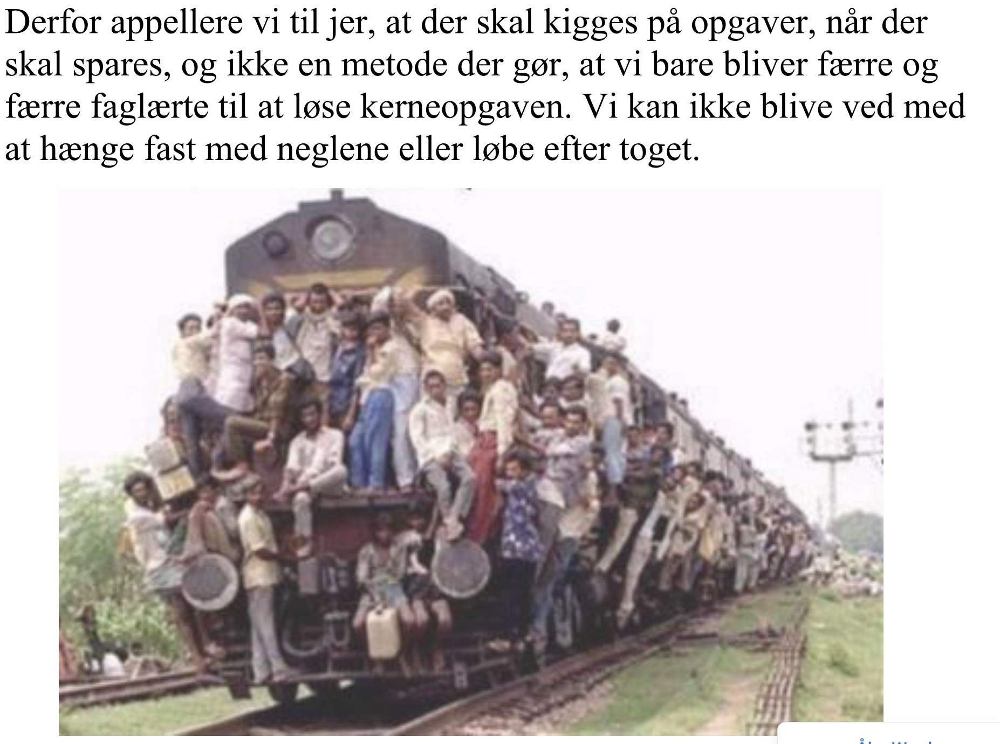 Derfor appellere vi til jer, at der skal kigges på opgaver, når der
skal spares, og ikke en metode der gør, at vi bare bliver færre og
færre faglærte til at løse kerneopgaven. Vi kan ikke blive ved med
at hænge fast med neglene eller løbe efter toget.